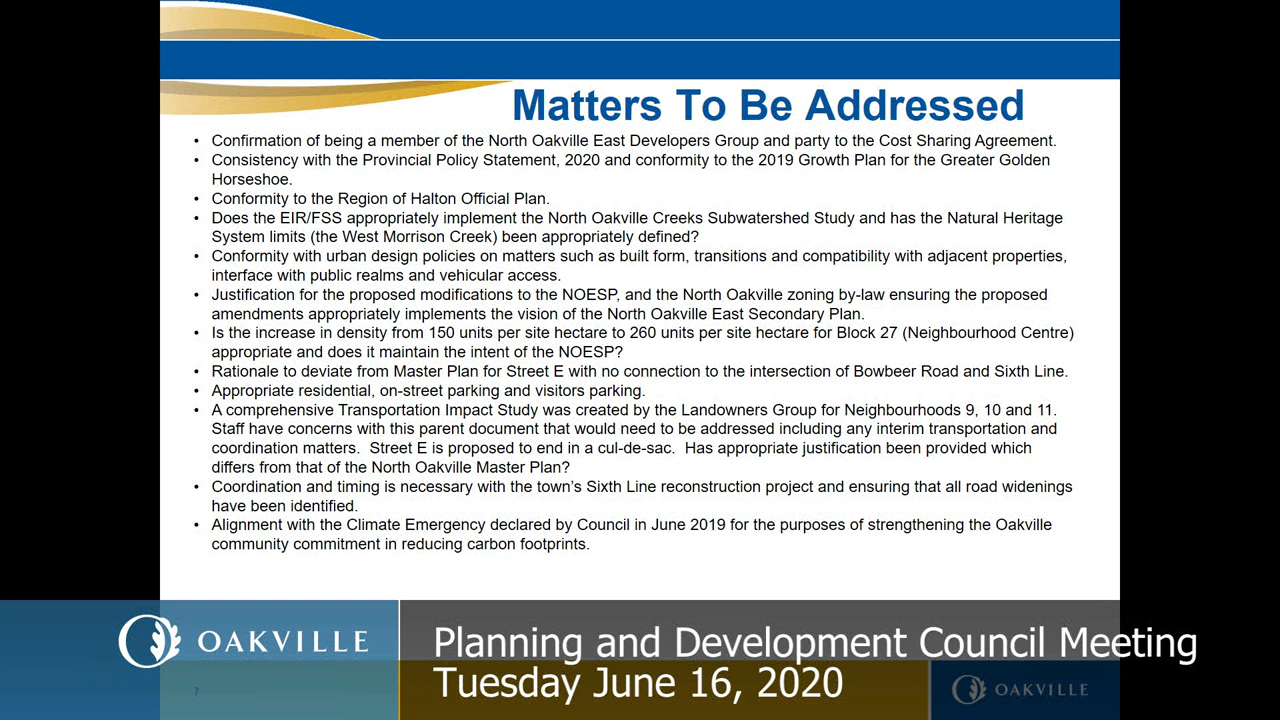 Matters To Be Addressed
• Confirmation of being a member of the North Oakville East Developers Group and party to the Cost Sharing Agreement.
• Consistency with the Provincial Policy Statement, 2020 and conformity to the 2019 Growth Plan for the Greater Golden
Horseshoe.
• Conformity to the Region of Halton Official Plan.
• Does the EIR/FSS appropriately implement the North Oakville Creeks Subwatershed Study and has the Natural Heritage
System limits (the West Morrison Creek) been appropriately defined?
• Conformity with urban design policies on matters such as built form, transitions and compatibility with adjacent properties,
interface with public realms and vehicular access.
• Justification for the proposed modifications to the NOESP, and the North Oakville zoning by-law ensuring the proposed
amendments appropriately implements the vision of the North Oakville East Secondary Plan.
• Is the increase in density from 150 units per site hectare to 260 units per site hectare for Block 27 (Neighbourhood Centre)
appropriate and does it maintain the intent of the NOESP?
• Rationale to deviate from Master Plan for Street E with no connection to the intersection of Bowbeer Road and Sixth Line.
• Appropriate residential, on-street parking and visitors parking.
• A comprehensive Transportation Impact Study was created by the Landowners Group for Neighbourhoods 9, 10 and 11.
Staff have concerns with this parent document that would need to be addressed including any interim transportation and
coordination matters. Street E is proposed to end in a cul-de-sac. Has appropriate justification been provided which
differs from that of the North Oakville Master Plan?
• Coordination and timing is necessary with the town's Sixth Line reconstruction project and ensuring that all road widenings
have been identified.
• Alignment with the Climate Emergency declared by Council in June 2019 for the purposes of strengthening the Oakville
community commitment in reducing carbon footprints.
OAKVILLE
Planning and Development Council Meeting
Tuesday June 16, 2020
7
OAKVILLE